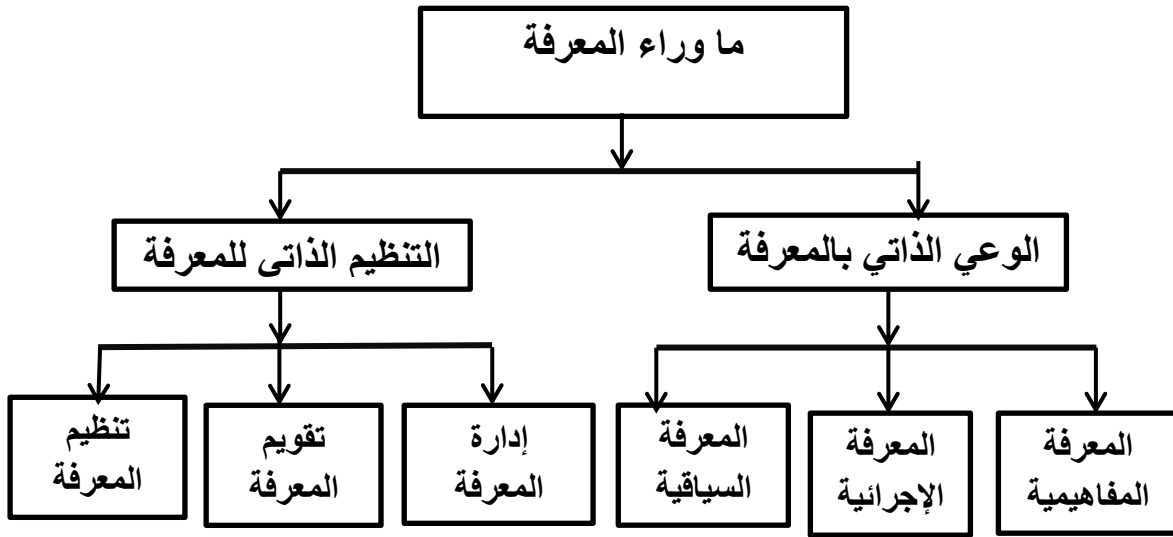 ما وراء المعرفة
الوعي الذاتي بالمعرفة
التنظيم الذاتى للمعرفة
المعرفة
المفاهيمية
المعرفة
الإجرائية
المعرفة
السياقية
إدارة
المعرفة
تقويم
المعرفة
تنظيم
المعرفة